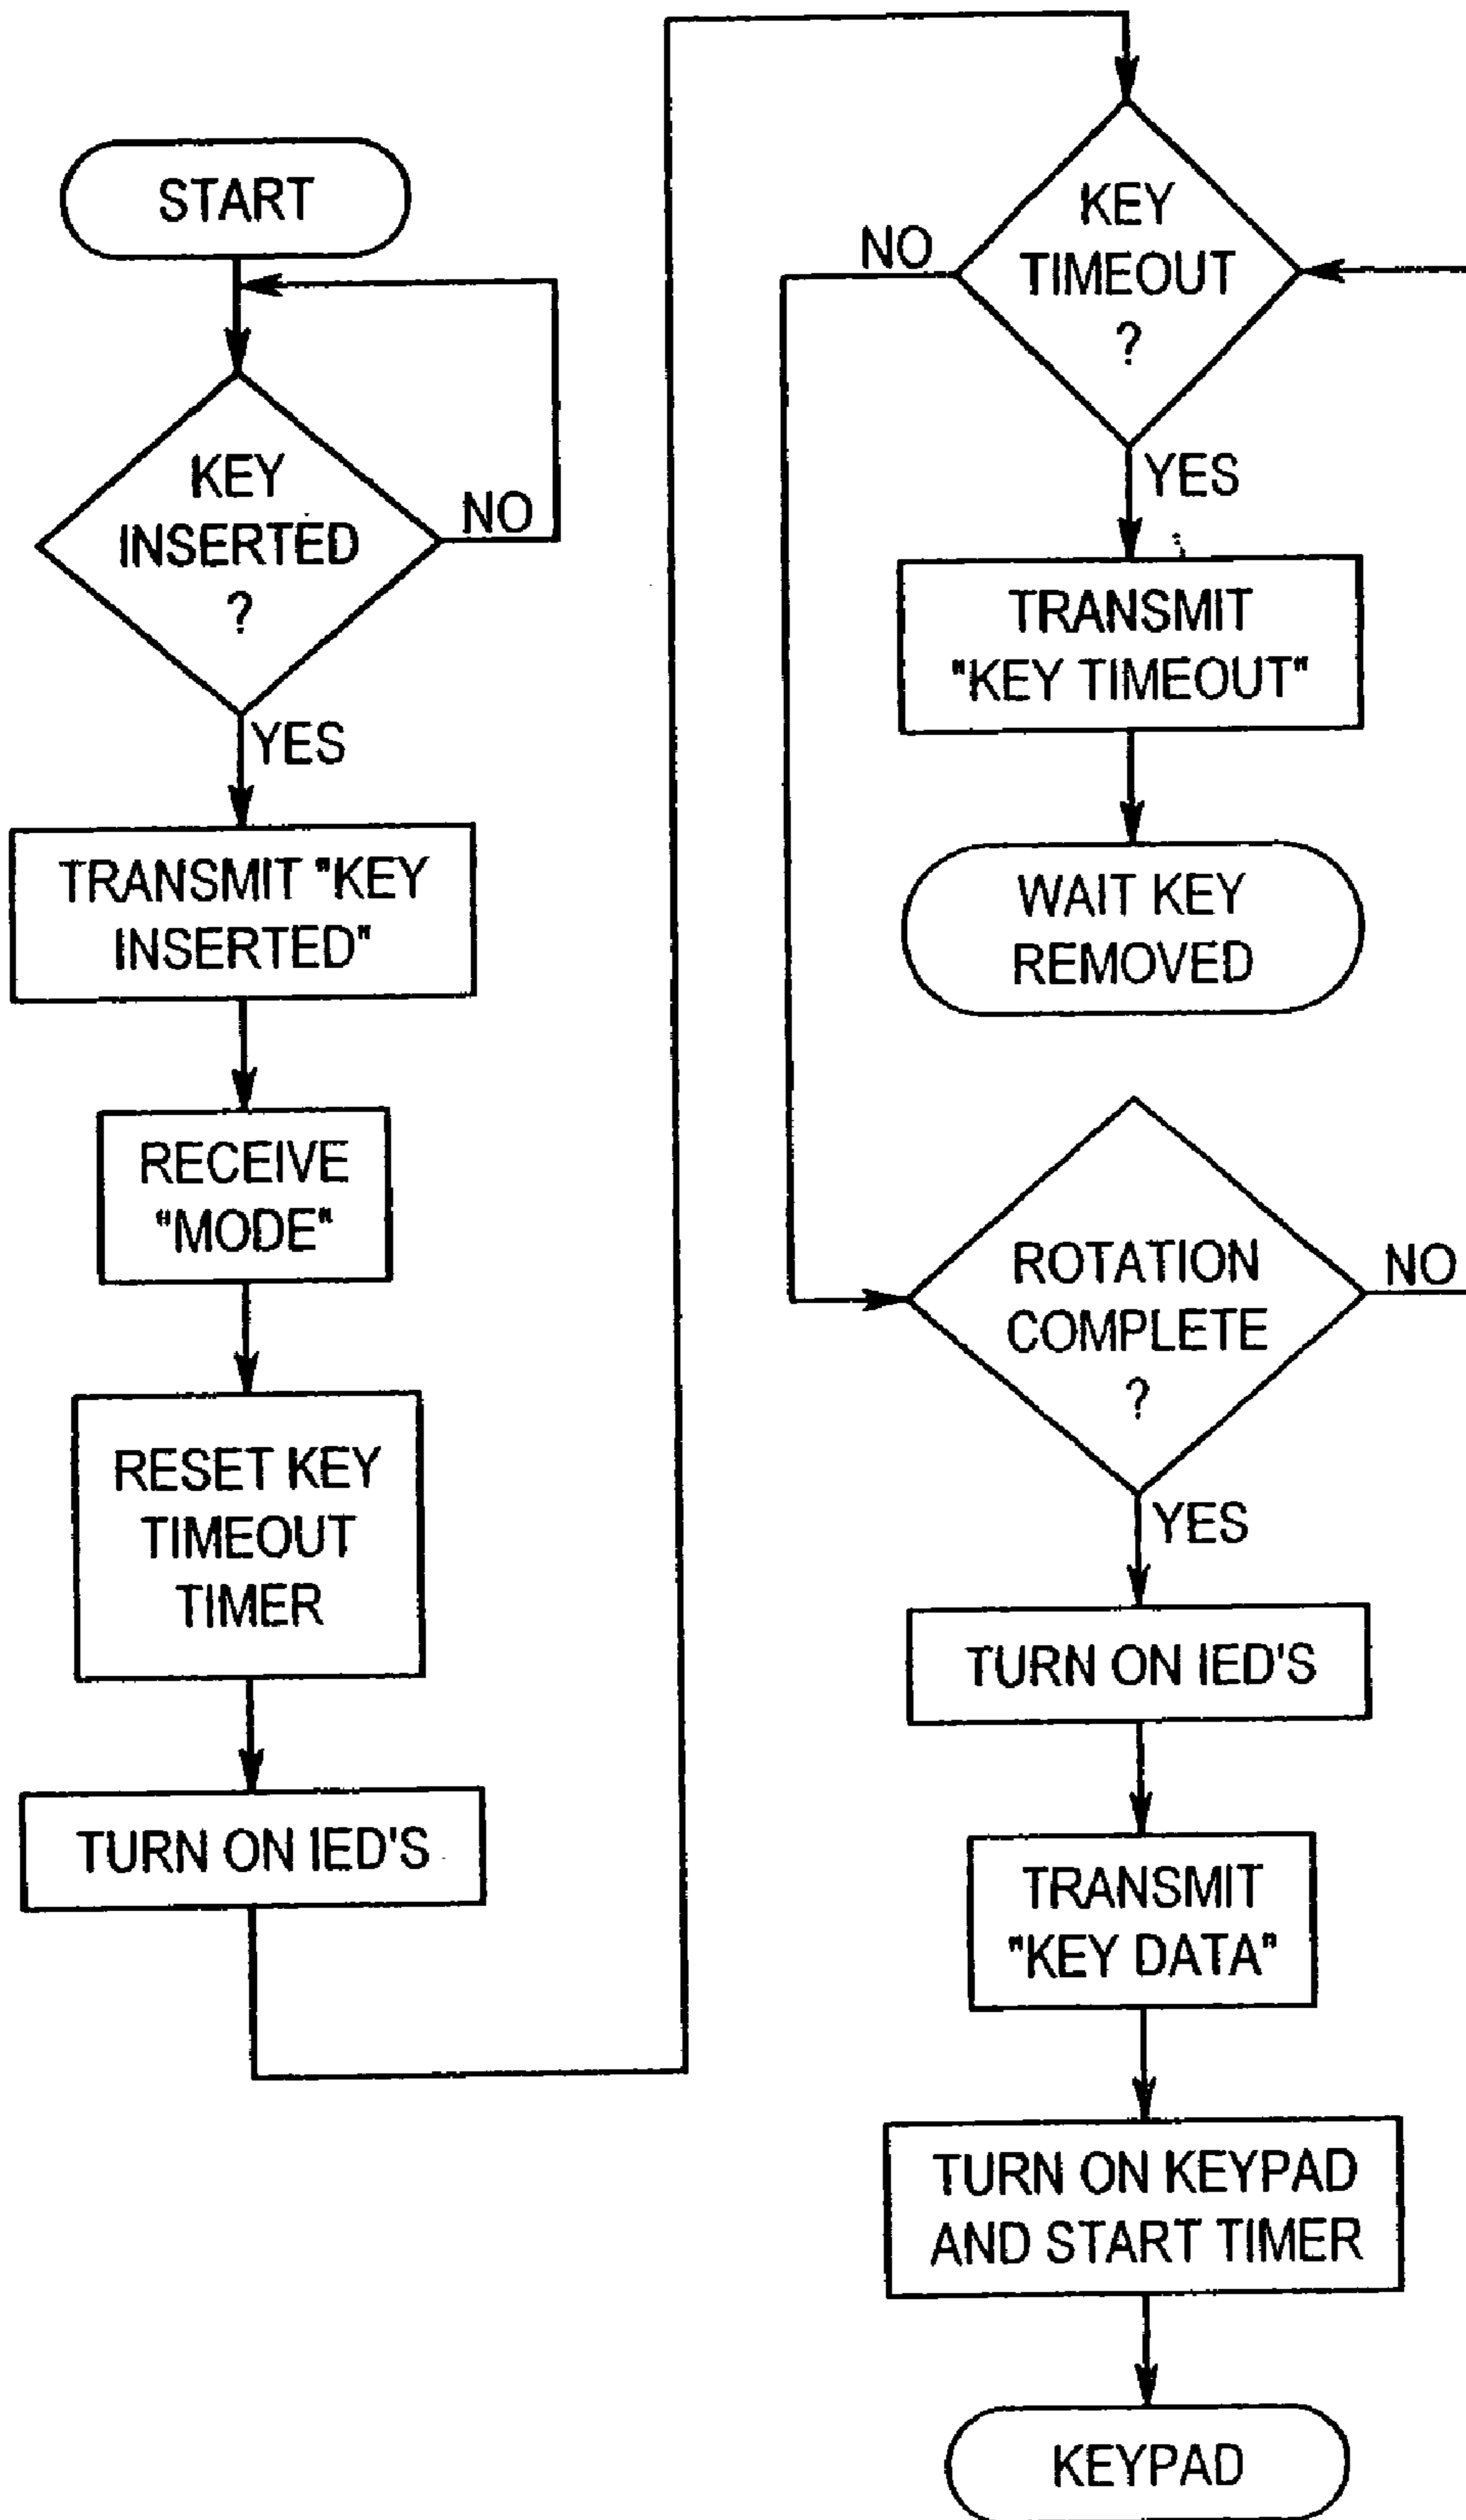 START
KEY
INSERTED
?
NO
YES
TRANSMIT "KEY
INSERTED"
RECEIVE
"MODE"
RESET KEY
TIMEOUT
TIMER
TURN ON IED'S
KEY
TIMEOUT
?
NO
YES
TRANSMIT
"KEY TIMEOUT"
WAIT KEY
REMOVED
ROTATION
COMPLETE
?
NO
YES
TURN ON IED'S
TRANSMIT
"KEY DATA"
TURN ON KEYPAD
AND START TIMER
KEYPAD